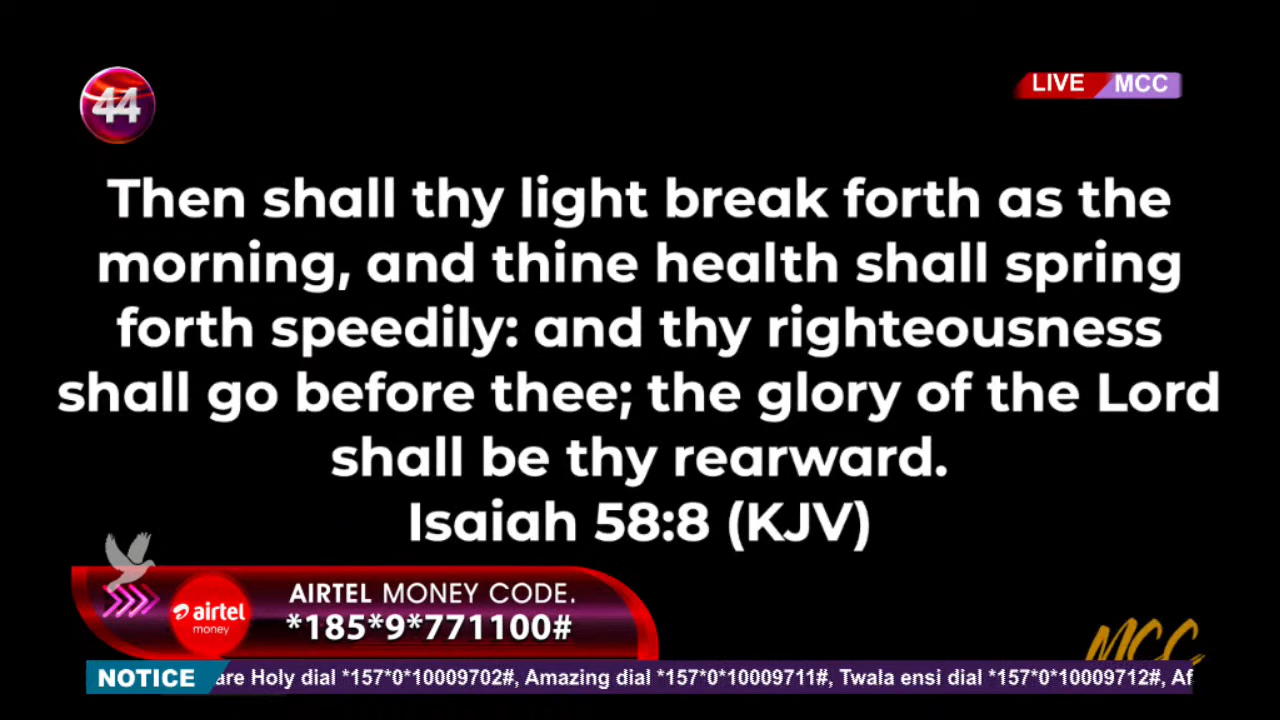 44
LIVE MCC
Then shall thy light break forth as the
morning, and thine health shall spring
forth speedily: and thy righteousness
shall go before thee; the glory of the Lord
shall be thy rearward.
Isaiah 58:8 (KJV)
airtel
money
AIRTEL MONEY CODE.
*185*9*771100#
MCC
NOTICE are Holy dial *157*0*10009702#, Amazing dial *157*0*10009711#, Twala ensi dial *157*0*10009712#, Af